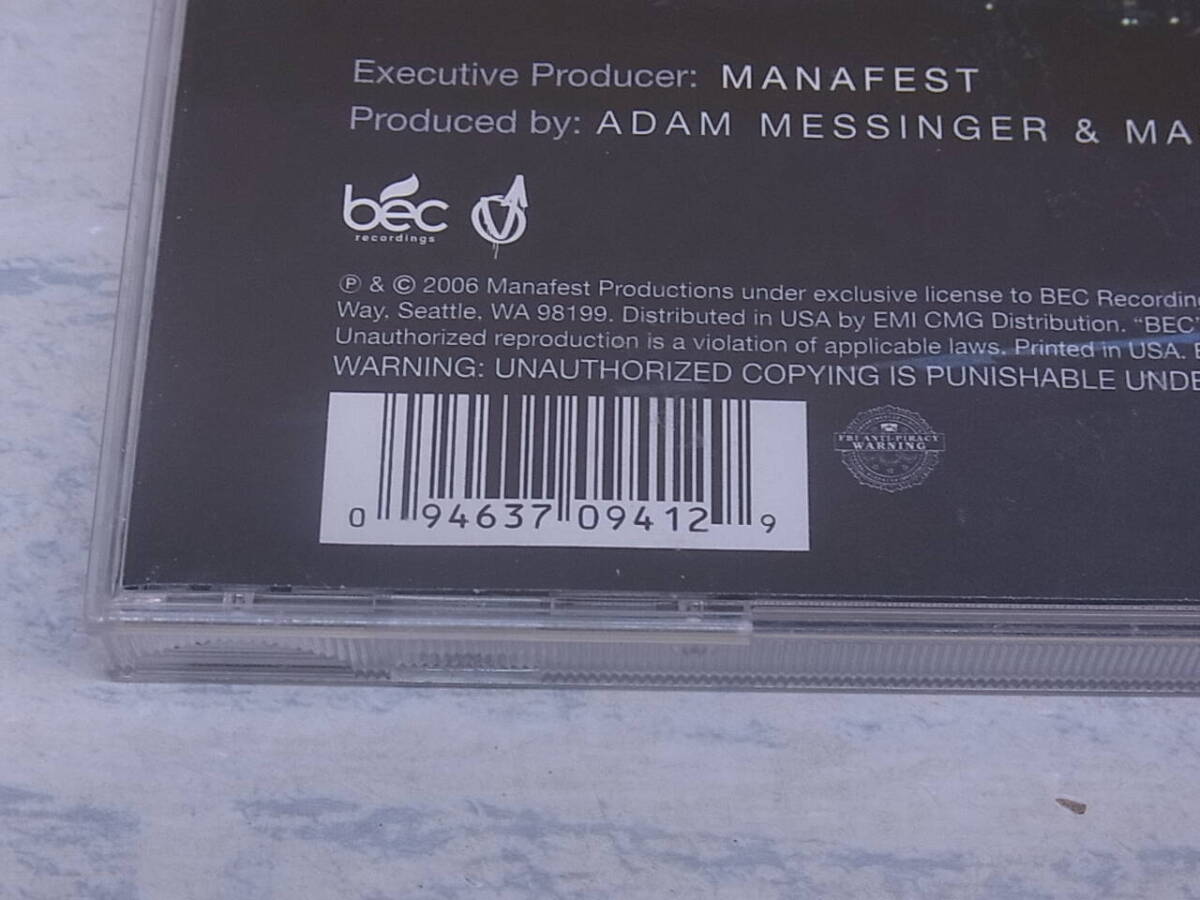 Executive Producer: MANAFEST
Produced by: ADAM MESSINGER & MA
bec
recordings
℗ & © 2006 Manafest Productions under exclusive license to BEC Recordin
Way. Seattle. WA 98199. Distributed in USA by EMI CMG Distribution. "BEC"
Unauthorized reproduction is a violation of applicable laws. Printed in USA.
WARNING: UNAUTHORIZED COPYING IS PUNISHABLE UNDE
FBI ANTI-PIRACY
WARNING
0 94637 09412 9